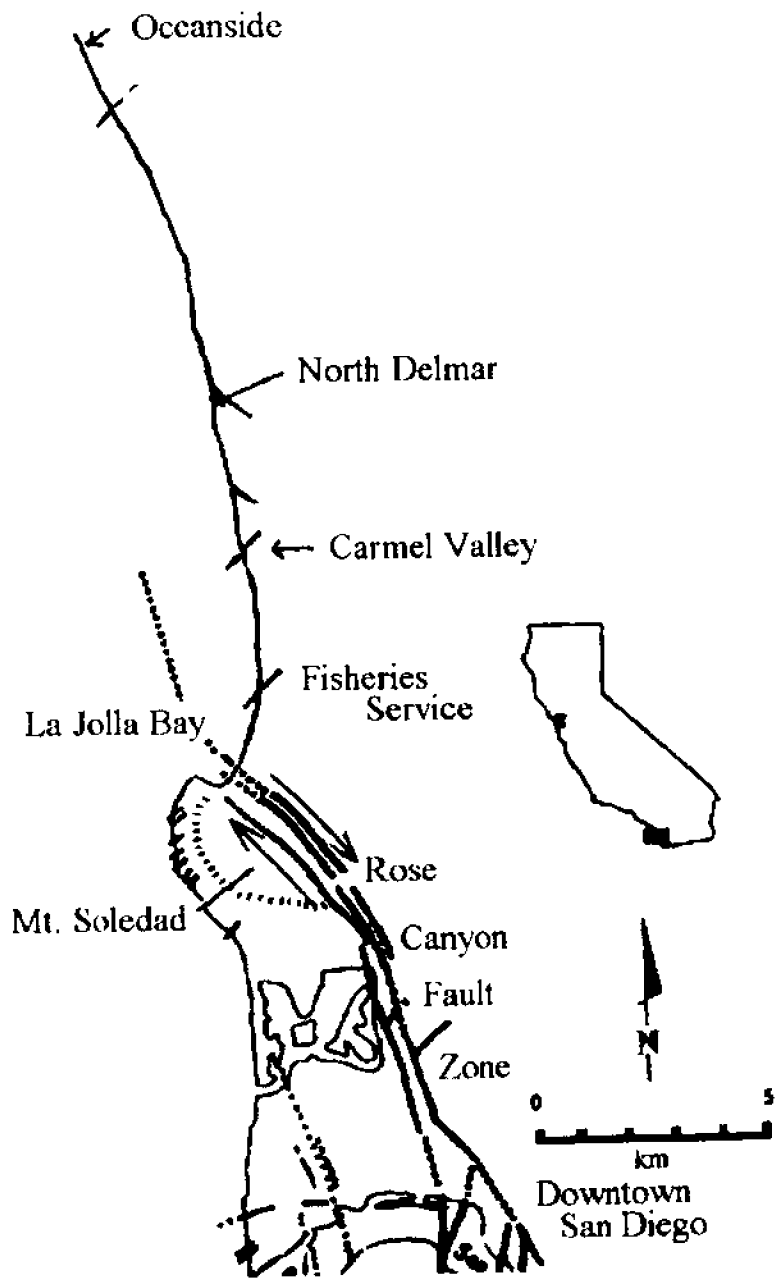 Oceanside
North Delmar
Carmel Valley
Fisheries
Service
La Jolla Bay
Rose
Mt. Soledad
Canyon
Fault
Zone
N
0 5
km
Downtown
San Diego